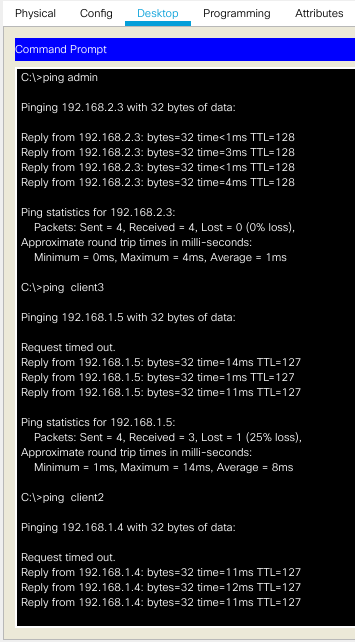 Physical Config Desktop Programming Attributes
Command Prompt
C:\>ping admin
Pinging 192.168.2.3 with 32 bytes of data:
Reply from 192.168.2.3: bytes=32 time<1ms TTL=128
Reply from 192.168.2.3: bytes=32 time=3ms TTL=128
Reply from 192.168.2.3: bytes=32 time<1ms TTL=128
Reply from 192.168.2.3: bytes=32 time=4ms TTL=128
Ping statistics for 192.168.2.3:
Packets: Sent = 4, Received = 4, Lost = 0 (0% loss),
Approximate round trip times in milli-seconds:
Minimum = 0ms, Maximum = 4ms, Average = 1ms
C:\>ping  client3
Pinging 192.168.1.5 with 32 bytes of data:
Request timed out.
Reply from 192.168.1.5: bytes=32 time=14ms TTL=127
Reply from 192.168.1.5: bytes=32 time=1ms TTL=127
Reply from 192.168.1.5: bytes=32 time=11ms TTL=127
Ping statistics for 192.168.1.5:
Packets: Sent = 4, Received = 3, Lost = 1 (25% loss),
Approximate round trip times in milli-seconds:
Minimum = 1ms, Maximum = 14ms, Average = 8ms
C:\>ping  client2
Pinging 192.168.1.4 with 32 bytes of data:
Request timed out.
Reply from 192.168.1.4: bytes=32 time=11ms TTL=127
Reply from 192.168.1.4: bytes=32 time=12ms TTL=127
Reply from 192.168.1.4: bytes=32 time=11ms TTL=127